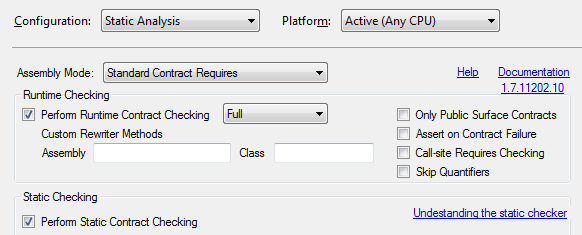 Configuration: Static Analysis Platform: Active (Any CPU)
Assembly Mode: Standard Contract Requires Help Documentation
1.7.11202.10
Runtime Checking
Perform Runtime Contract Checking Full Only Public Surface Contracts
Custom Rewriter Methods Assert on Contract Failure
Assembly Class Call-site Requires Checking
Skip Quantifiers
Static Checking
Undestanding the static checker
Perform Static Contract Checking